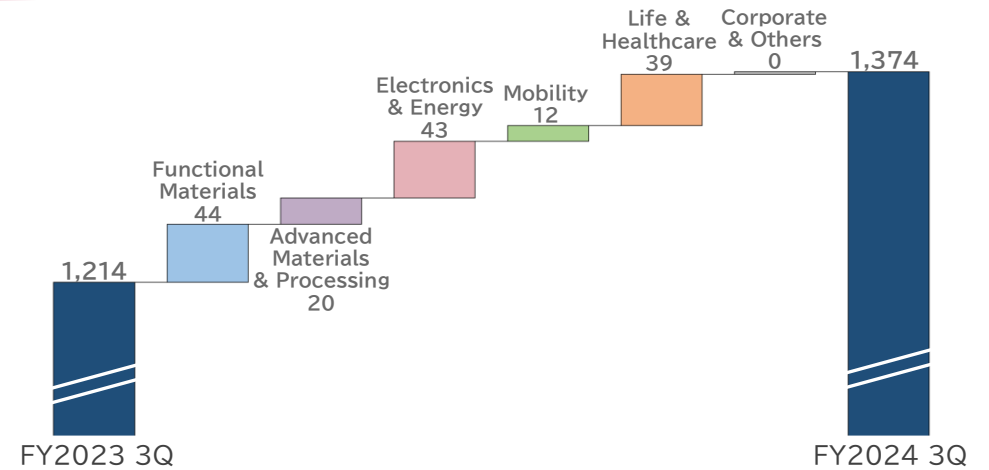 Life &
Healthcare
39
Corporate
& Others
0
1,374
Electronics
& Energy
43
Mobility
12
Functional
Materials
44
Advanced
Materials
& Processing
20
1,214
FY2023 3Q
FY2024 3Q